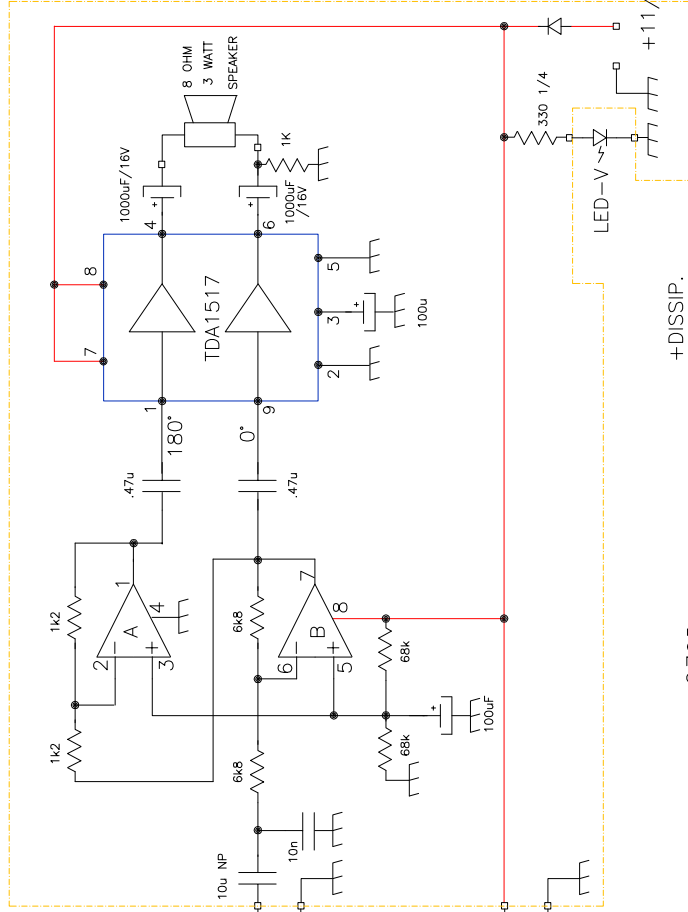 8 OHM
3 WATT
SPEAKER
+11/
1000uF/16V
1000uF
/16V
1K
330 1/4
LED-V
4
6
8
7
5
3
2
TDA1517
100u
1
9
180°
0°
+DISSIP.
.47u
.47u
1k2
1
A
4
2
-
+
3
6k8
7
B
8
6
-
+
5
68k
1k2
6k8
68k
100uF
10u NP
10n